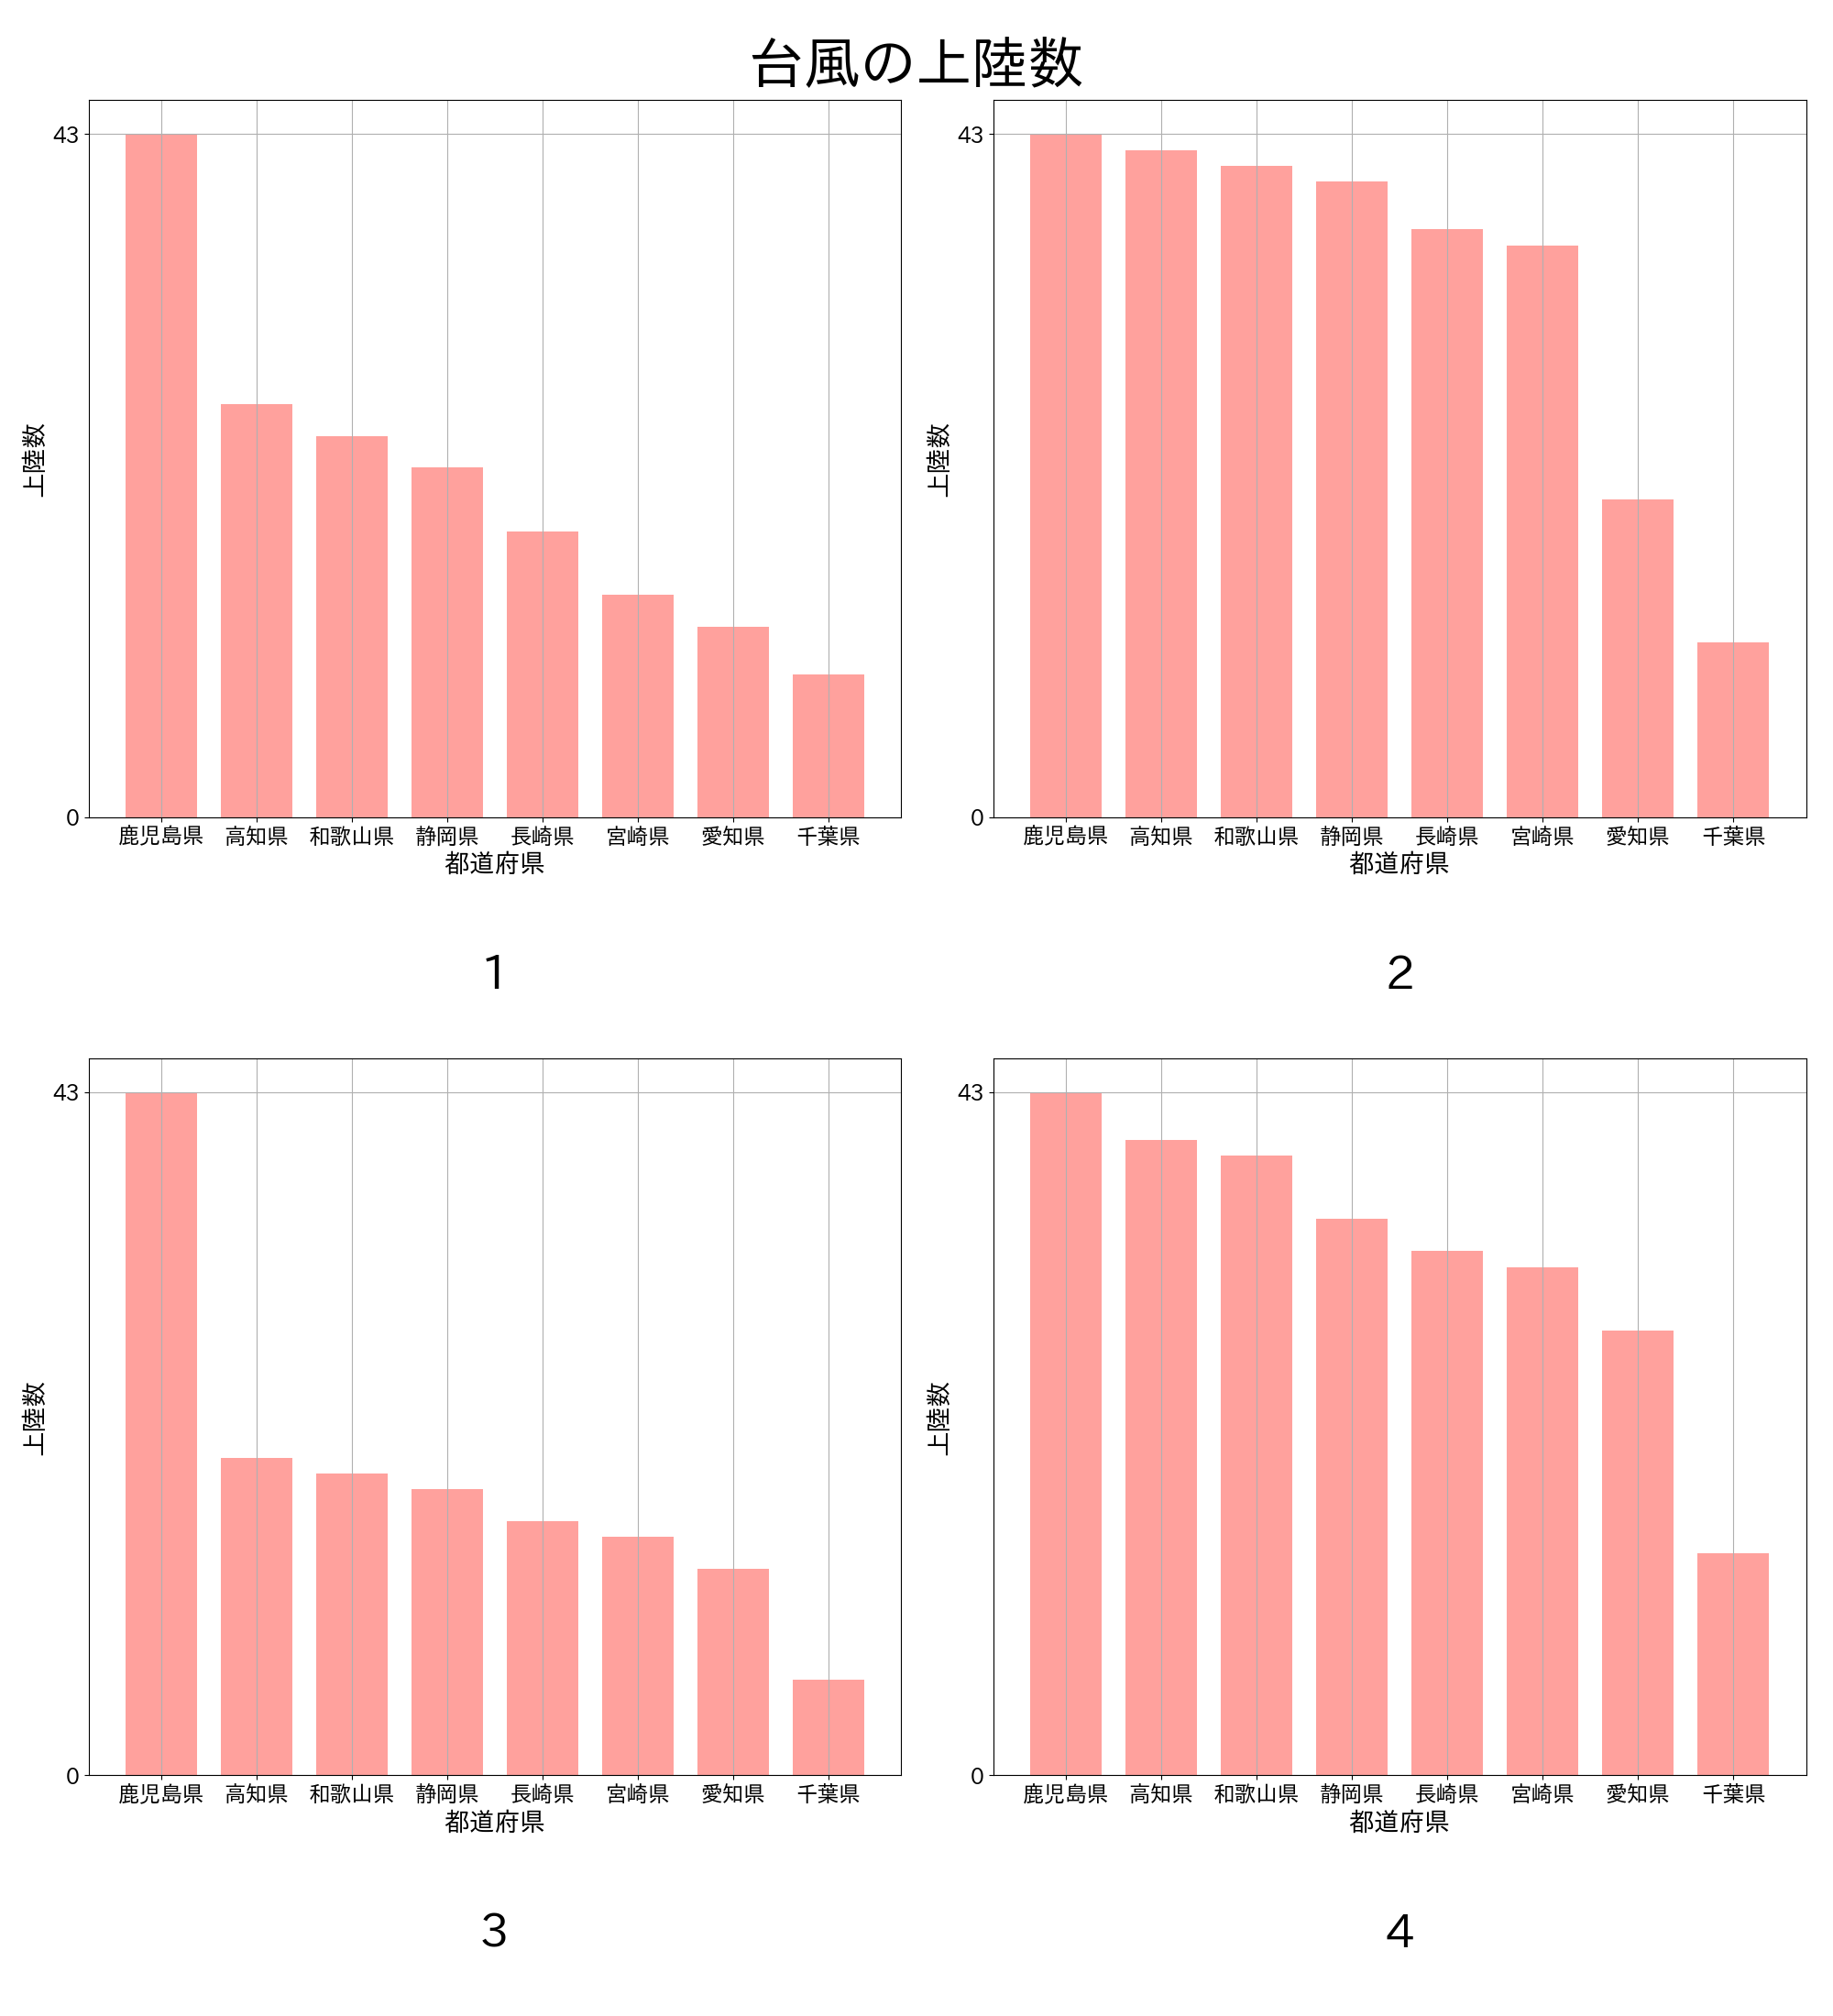 台風の上陸数
上陸数
43
0
鹿児島県 高知県 和歌山県 静岡県 長崎県 宮崎県 愛知県 千葉県
都道府県
1
上陸数
43
0
鹿児島県 高知県 和歌山県 静岡県 長崎県 宮崎県 愛知県 千葉県
都道府県
2
上陸数
43
0
鹿児島県 高知県 和歌山県 静岡県 長崎県 宮崎県 愛知県 千葉県
都道府県
3
上陸数
43
0
鹿児島県 高知県 和歌山県 静岡県 長崎県 宮崎県 愛知県 千葉県
都道府県
4